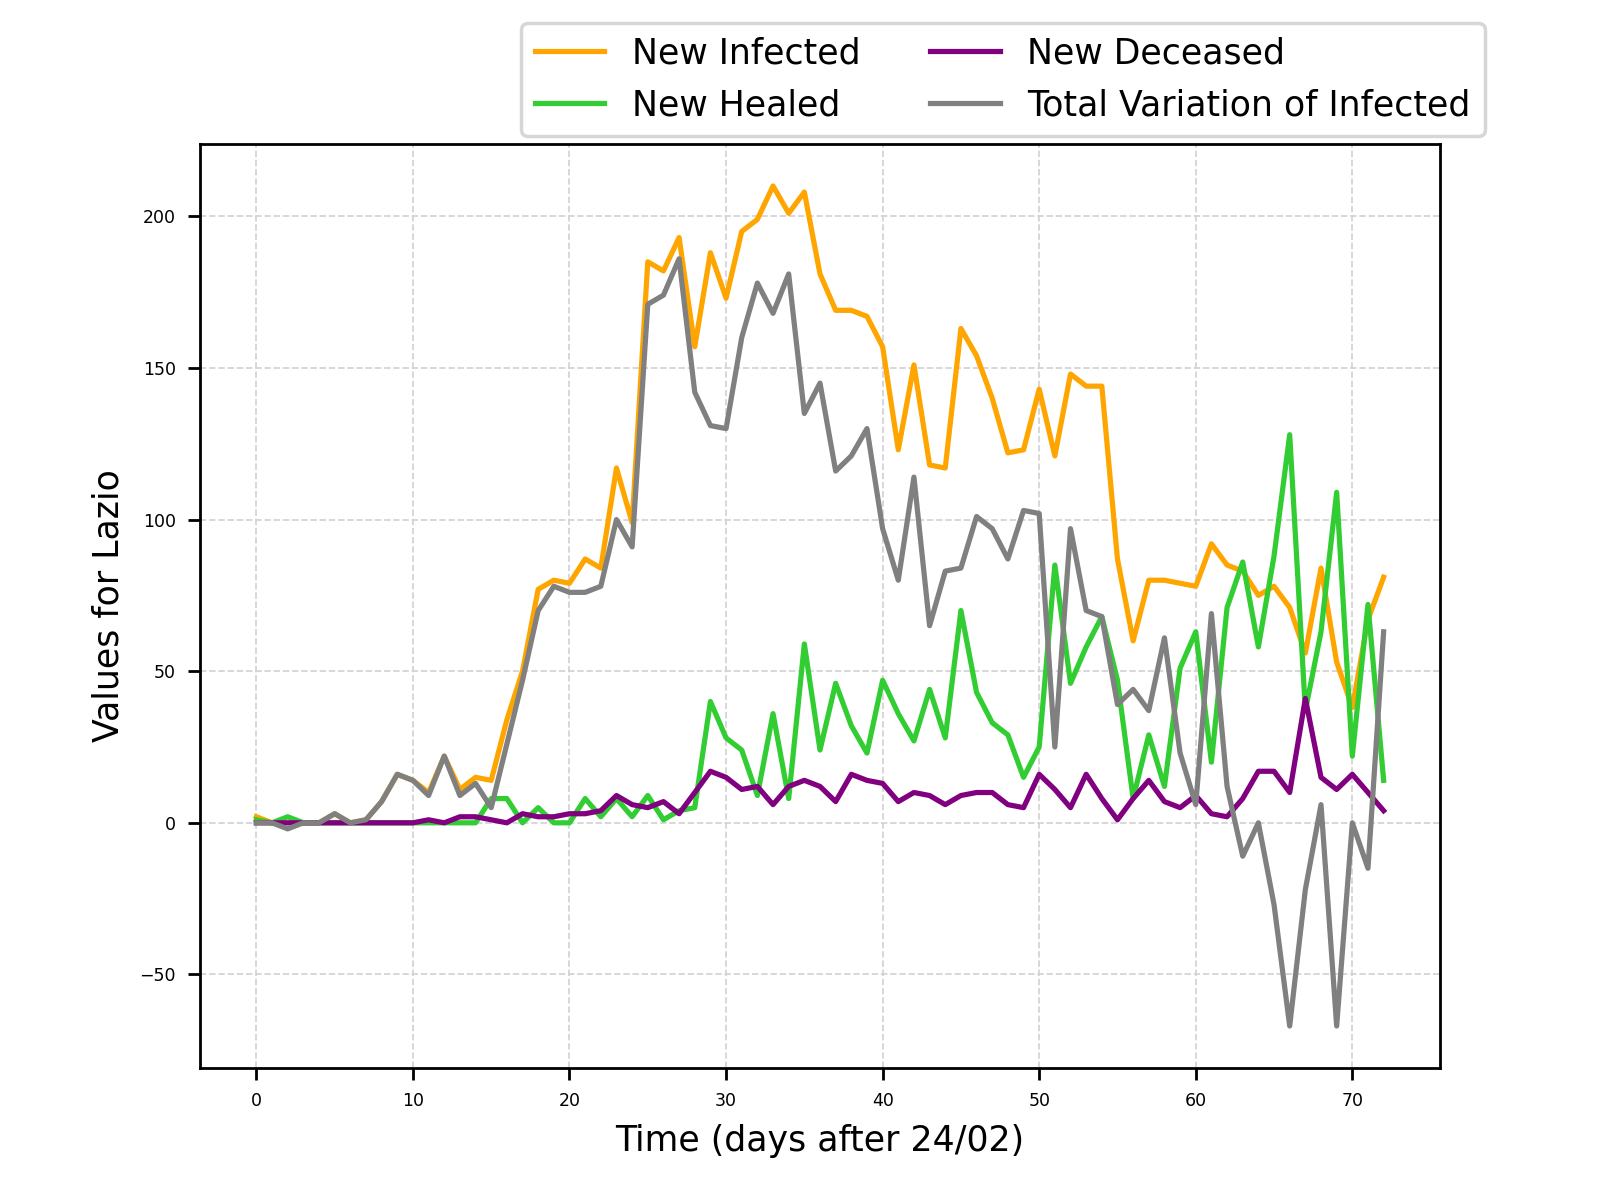 New Infected
New Healed
New Deceased
Total Variation of Infected
Values for Lazio
200
150
100
50
0
−50
0 10 20 30 40 50 60 70
Time (days after 24/02)